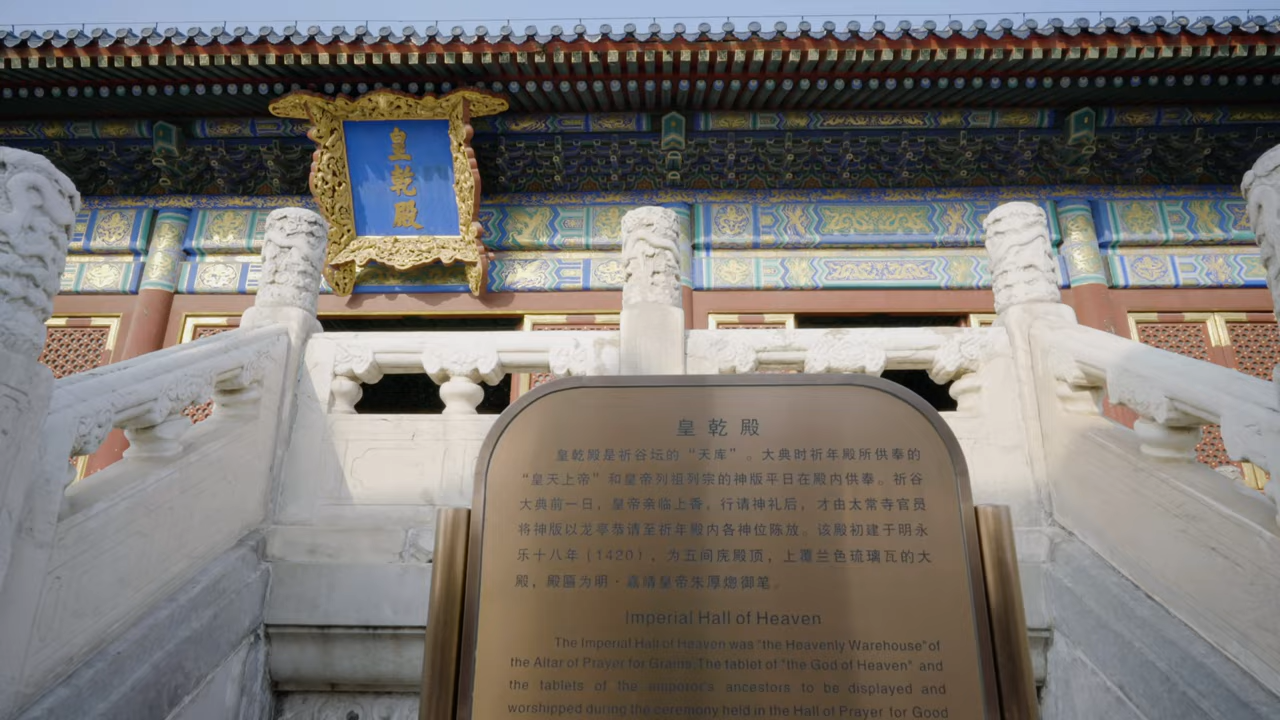 皇乾殿
皇乾殿
皇乾殿是祈谷坛的“天库”。大典时祈年殿所供奉的
“皇天上帝”和皇帝列祖列宗的神版平日在殿内供奉。祈谷
大典前一日，皇帝亲临上香，行请神礼后，才由太常寺官员
将神版以龙亭恭请至祈年殿内各神位陈放。该殿初建于明永
乐十八年（1420），为五间庑殿顶，上覆兰色琉璃瓦的大
殿，殿匾为明·嘉靖皇帝朱厚熜御笔。
Imperial Hall of Heaven
The Imperial Hall of Heaven was "the Heavenly Warehouse" of
the Altar of Prayer for Grains. The tablet of "the God of Heaven" and
the tablets of the emperor's ancestors to be displayed and
worshipped during the ceremony held in the Hall of Prayer for Good